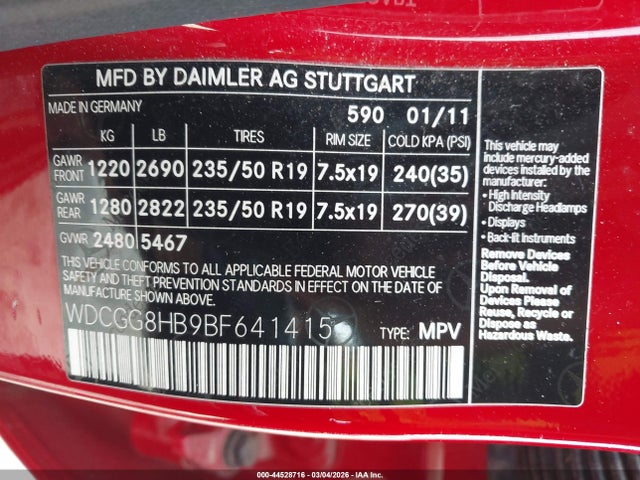 MFD BY DAIMLER AG STUTTGART
MADE IN GERMANY 590 01/11
KG LB TIRES RIM SIZE COLD KPA (PSI)
GAWR FRONT 1220 2690 235/50 R19 7.5x19 240(35)
GAWR REAR 1280 2822 235/50 R19 7.5x19 270(39)
GVWR 2480 5467
THIS VEHICLE CONFORMS TO ALL APPLICABLE FEDERAL MOTOR VEHICLE
SAFETY AND THEFT PREVENTION STANDARDS IN EFFECT ON THE DATE
OF MANUFACTURE SHOWN ABOVE.
WDCGG8HB9BF641415 TYPE: MPV
This vehicle may
include mercury-added
devices installed by the
manufacturer:
• High Intensity
Discharge Headlamps
• Displays
• Back-lit Instruments
Remove Devices
Before Vehicle
Disposal.
Upon Removal of
Devices Please
Reuse, Recycle or
Dispose as
Hazardous Waste.
000-44528716 - 03/04/2026 - IAA Inc.